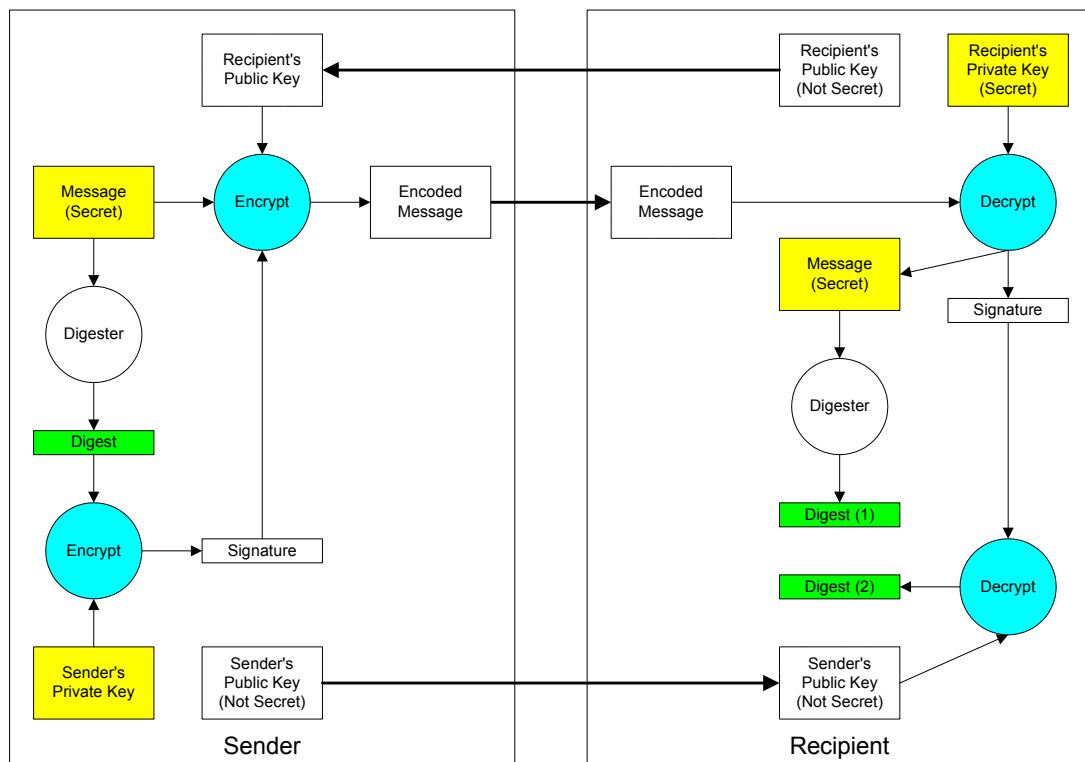 Recipient's
Public Key
Recipient's
Public Key
(Not Secret)
Recipient's
Private Key
(Secret)
Message
(Secret)
Encrypt
Encoded
Message
Encoded
Message
Decrypt
Message
(Secret)
Signature
Digester
Digester
Digest
Digest (1)
Encrypt
Signature
Digest (2)
Decrypt
Sender's
Private Key
Sender's
Public Key
(Not Secret)
Sender's
Public Key
(Not Secret)
Sender
Recipient